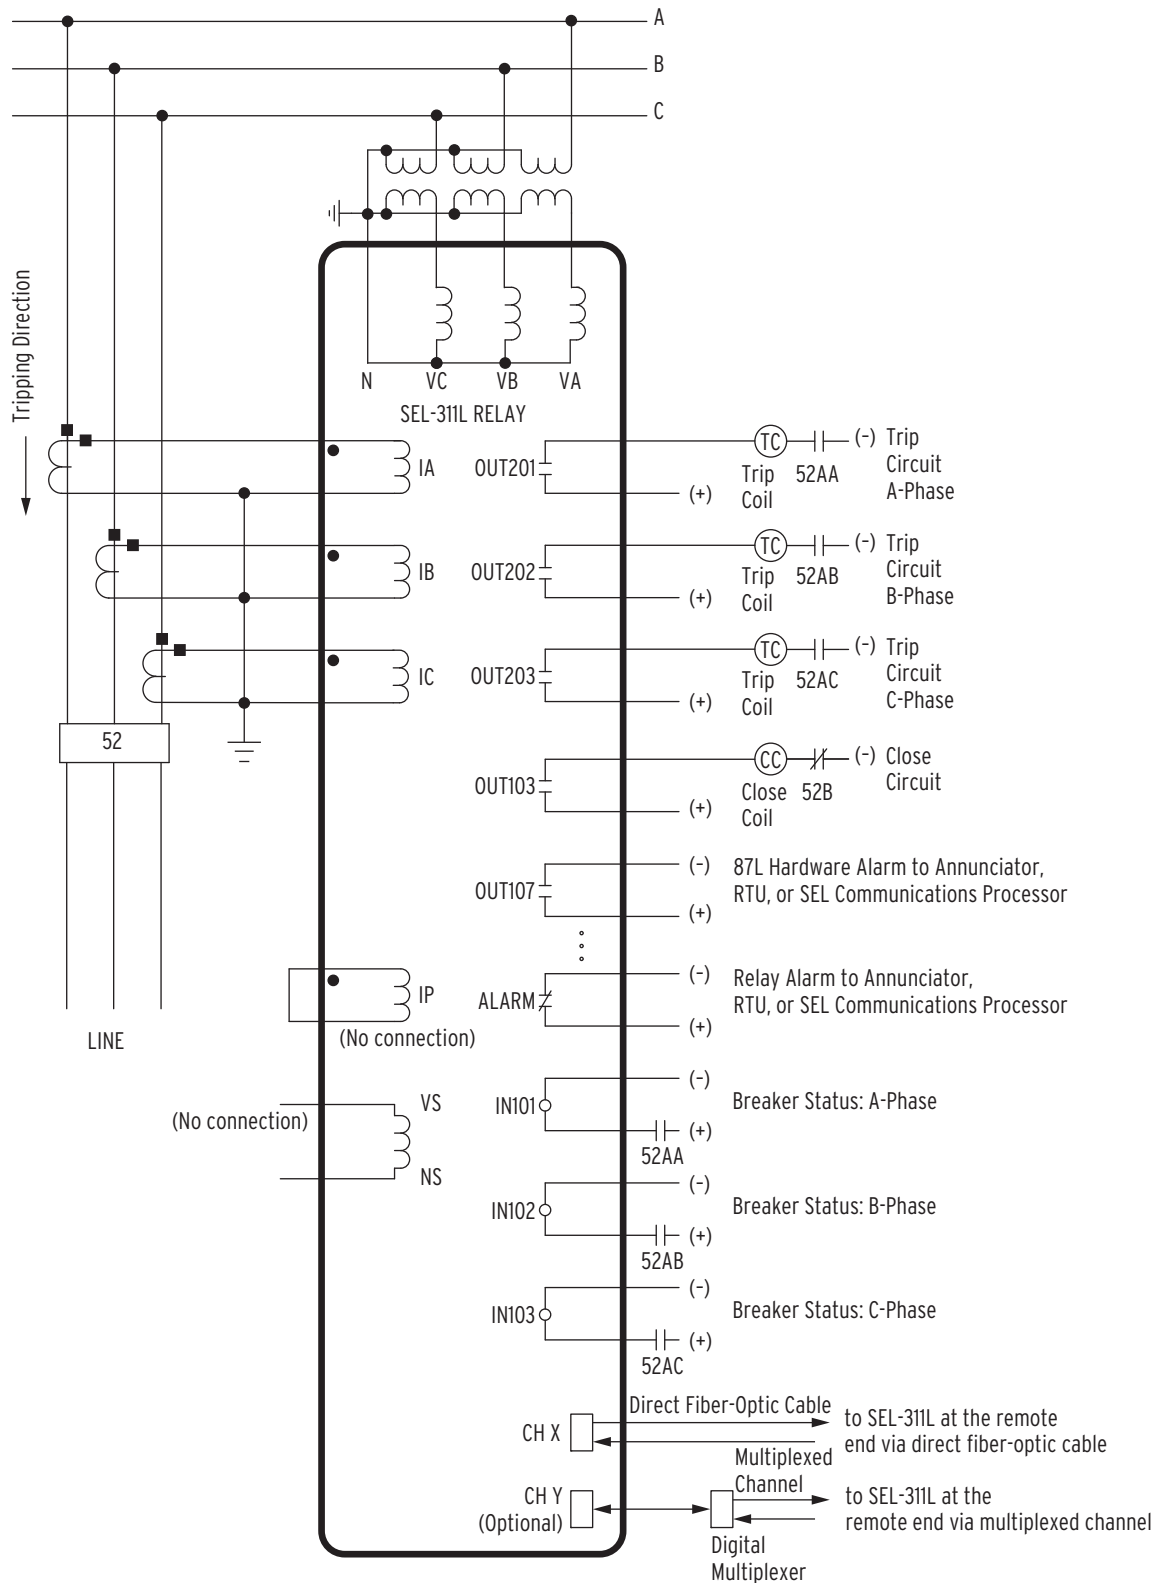 A
B
C
Tripping Direction
N VC VB VA
SEL-311L RELAY
IA
OUT201
TC
Trip
Coil
52AA
(-)
(+)
Trip
Circuit
A-Phase
IB
OUT202
TC
Trip
Coil
52AB
(-)
(+)
Trip
Circuit
B-Phase
IC
OUT203
TC
Trip
Coil
52AC
(-)
(+)
Trip
Circuit
C-Phase
52
OUT103
CC
Close
Coil
52B
(-)
(+)
Close
Circuit
OUT107
(-)
(+)
87L Hardware Alarm to Annunciator,
RTU, or SEL Communications Processor
IP
(No connection)
ALARM
(-)
(+)
Relay Alarm to Annunciator,
RTU, or SEL Communications Processor
LINE
(No connection)
VS
NS
IN101
(-)
(+)
52AA
Breaker Status: A-Phase
IN102
(-)
(+)
52AB
Breaker Status: B-Phase
IN103
(-)
(+)
52AC
Breaker Status: C-Phase
CH X
Direct Fiber-Optic Cable
to SEL-311L at the remote
end via direct fiber-optic cable
CH Y
(Optional)
Multiplexed
Channel
to SEL-311L at the
remote end via multiplexed channel
Digital
Multiplexer